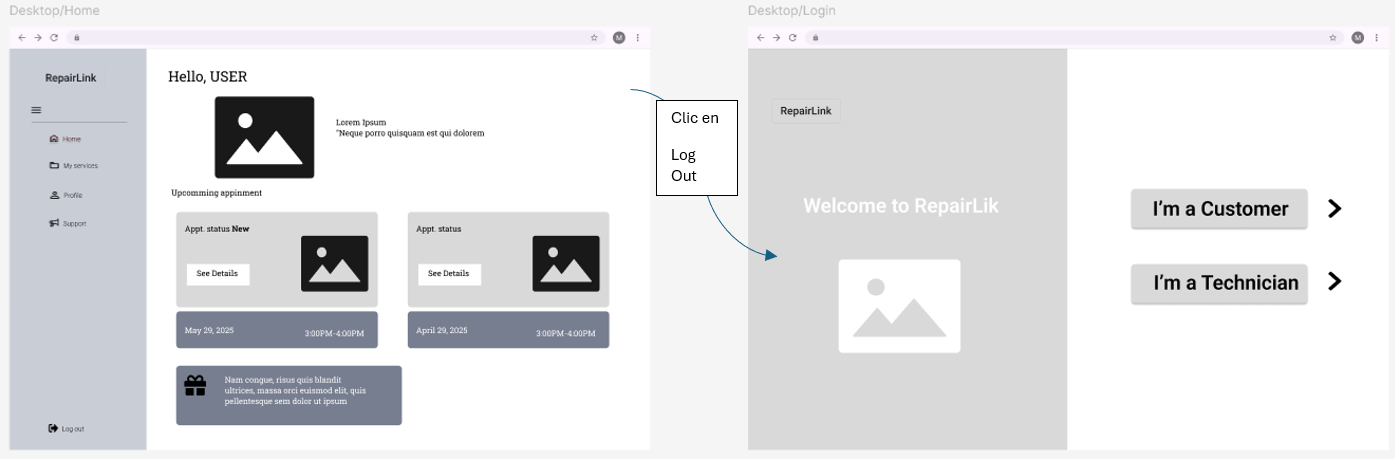 Desktop/Home
M
RepairLink
Home
My services
Profile
Support
Log out
Hello, USER
Lorem Ipsum
"Neque porro quisquam est qui dolorem
Upcomming appinment
Appt. status New
See Details
May 29, 2025
3:00PM-4:00PM
Appt. status
See Details
April 29, 2025
3:00PM-4:00PM
Nam congue, risus quis blandit
ultrices, massa orci euismod elit, quis
pellentesque sem dolor ut ipsum
Clic en
Log
Out
Desktop/Login
M
RepairLink
Welcome to RepairLik
I'm a Customer
I'm a Technician